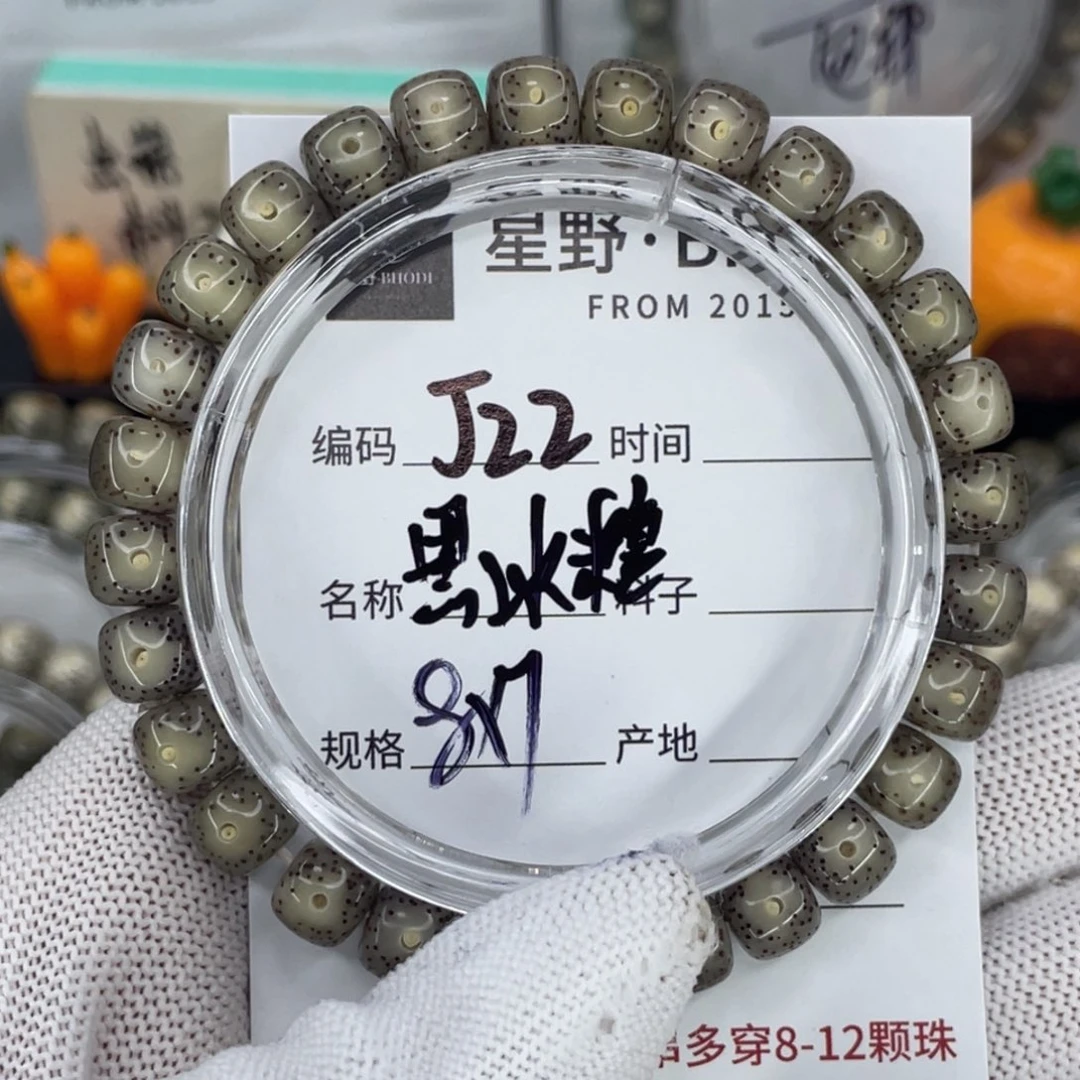 星野·B
BHODI
FROM 2015
编码 J22 时间
名称 黑冰糖 料子
规格 8x7 产地
多穿8-12颗珠